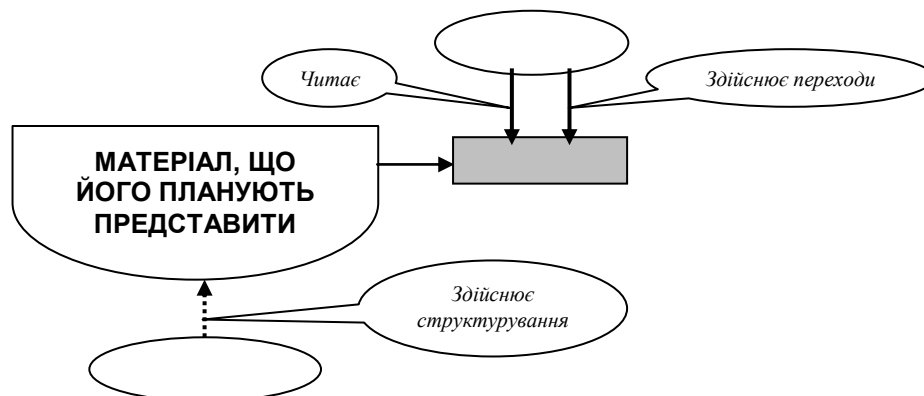 Читає
Здійснює переходи
МАТЕРІАЛ, ЩО
ЙОГО ПЛАНУЮТЬ
ПРЕДСТАВИТИ
Здійснює
структурування